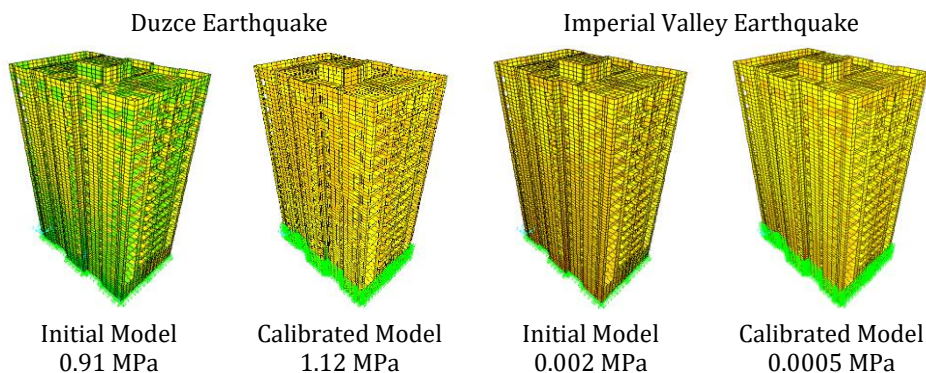 Duzce Earthquake
Imperial Valley Earthquake
Initial Model
0.91 MPa
Calibrated Model
1.12 MPa
Initial Model
0.002 MPa
Calibrated Model
0.0005 MPa